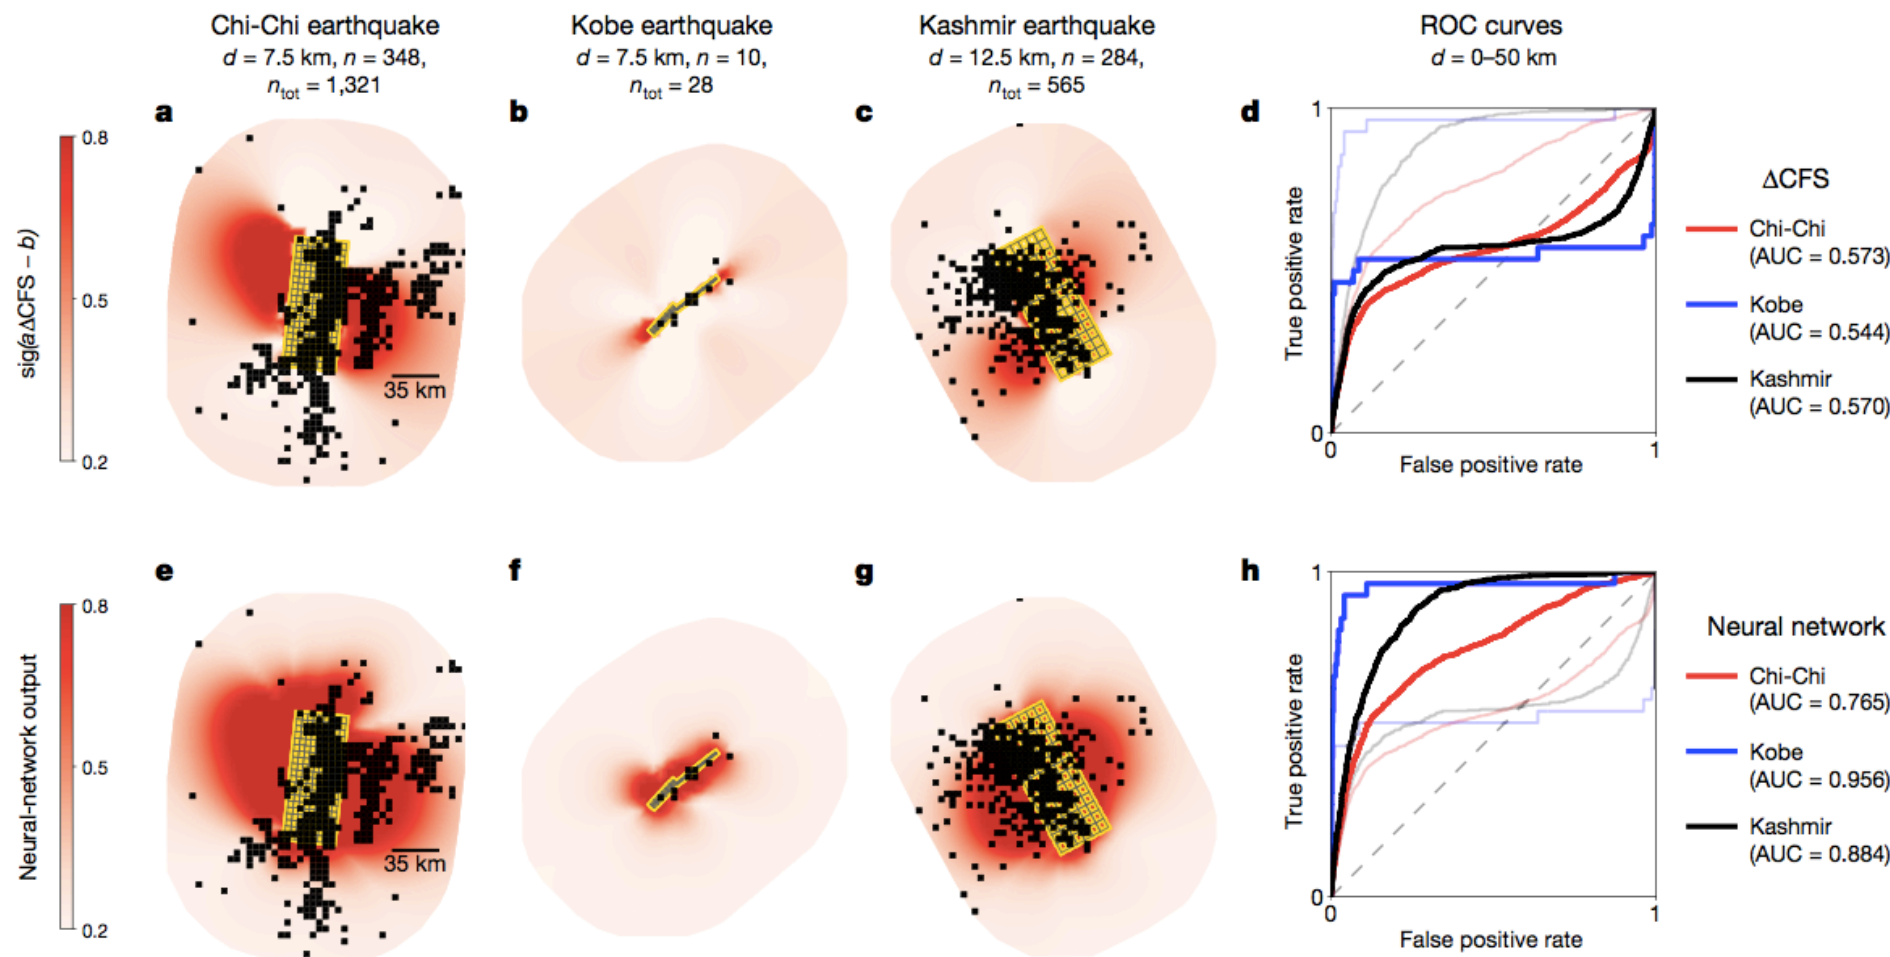 Chi-Chi earthquake
d = 7.5 km, n = 348,
n_tot = 1,321
Kobe earthquake
d = 7.5 km, n = 10,
n_tot = 28
Kashmir earthquake
d = 12.5 km, n = 284,
n_tot = 565
ROC curves
d = 0–50 km
a
b
c
d
0.8
0.5
0.2
sig(aΔCFS – b)
35 km
1
0
0
1
True positive rate
False positive rate
ΔCFS
Chi-Chi
(AUC = 0.573)
Kobe
(AUC = 0.544)
Kashmir
(AUC = 0.570)
e
f
g
h
0.8
0.5
0.2
Neural-network output
35 km
1
0
0
1
True positive rate
False positive rate
Neural network
Chi-Chi
(AUC = 0.765)
Kobe
(AUC = 0.956)
Kashmir
(AUC = 0.884)